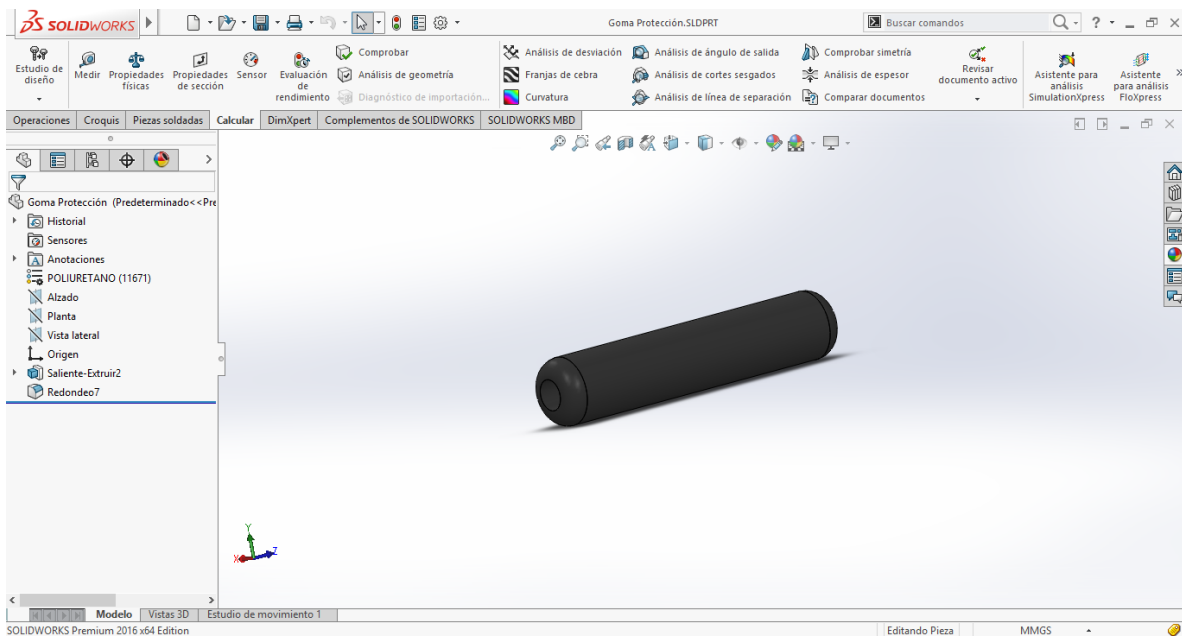 SOLIDWORKS
Goma Protección.SLDPRT
Buscar comandos
Estudio de diseño
Medir
Propiedades físicas
Propiedades de sección
Sensor
Evaluación de rendimiento
Comprobar
Análisis de geometría
Diagnóstico de importación...
Análisis de desviación
Franjas de cebra
Curvatura
Análisis de ángulo de salida
Análisis de cortes sesgados
Análisis de línea de separación
Comprobar simetría
Análisis de espesor
Comparar documentos
Revisar documento activo
Asistente para análisis SimulationXpress
Asistente para análisis FloXpress
Operaciones
Croquis
Piezas soldadas
Calcular
DimXpert
Complementos de SOLIDWORKS
SOLIDWORKS MBD
Goma Protección (Predeterminado<<Pre
Historial
Sensores
Anotaciones
POLIURETANO (11671)
Alzado
Planta
Vista lateral
Origen
Saliente-Extruir2
Redondeo7
Y
X
Z
Modelo
Vistas 3D
Estudio de movimiento 1
SOLIDWORKS Premium 2016 x64 Edition
Editando Pieza
MMGS